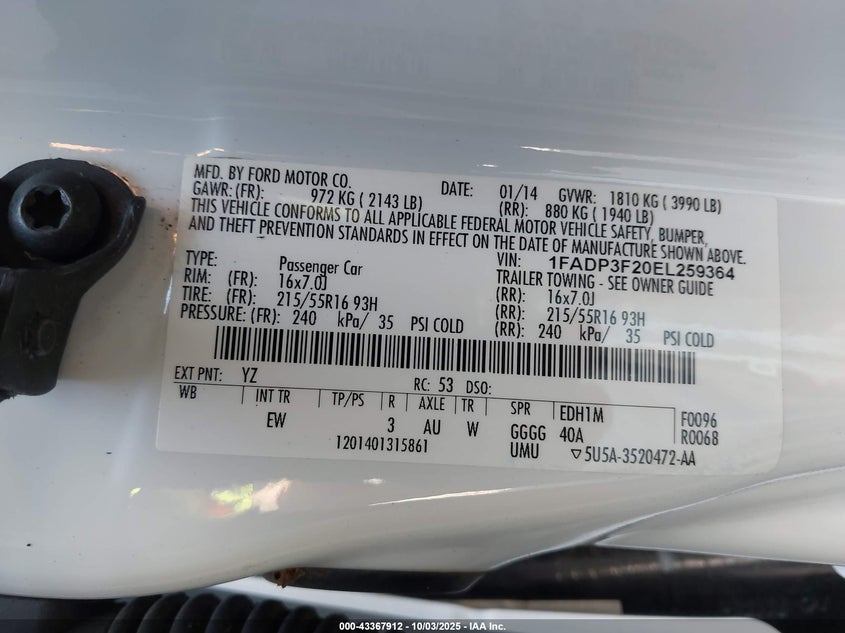 MFD. BY FORD MOTOR CO. DATE: 01/14 GVWR: 1810 KG ( 3990 LB)
GAWR: (FR): 972 KG ( 2143 LB) (RR): 880 KG ( 1940 LB)
THIS VEHICLE CONFORMS TO ALL APPLICABLE FEDERAL MOTOR VEHICLE SAFETY, BUMPER,
AND THEFT PREVENTION STANDARDS IN EFFECT ON THE DATE OF MANUFACTURE SHOWN ABOVE.
VIN: 1FADP3F20EL259364
TYPE: Passenger Car TRAILER TOWING - SEE OWNER GUIDE
RIM: (FR): 16x7.0J (RR): 16x7.0J
TIRE: (FR): 215/55R16 93H (RR): 215/55R16 93H
PRESSURE: (FR): 240 kPa/ 35 PSI COLD (RR): 240 kPa/ 35 PSI COLD
EXT PNT: YZ RC: 53 DSO:
WB INT TR TP/PS R AXLE TR SPR EDH1M F0096
EW 3 AU W GGGG 40A R0068
1201401315861 UMU ▽5U5A-3520472-AA
000-43367912 - 10/03/2025 - IAA Inc.